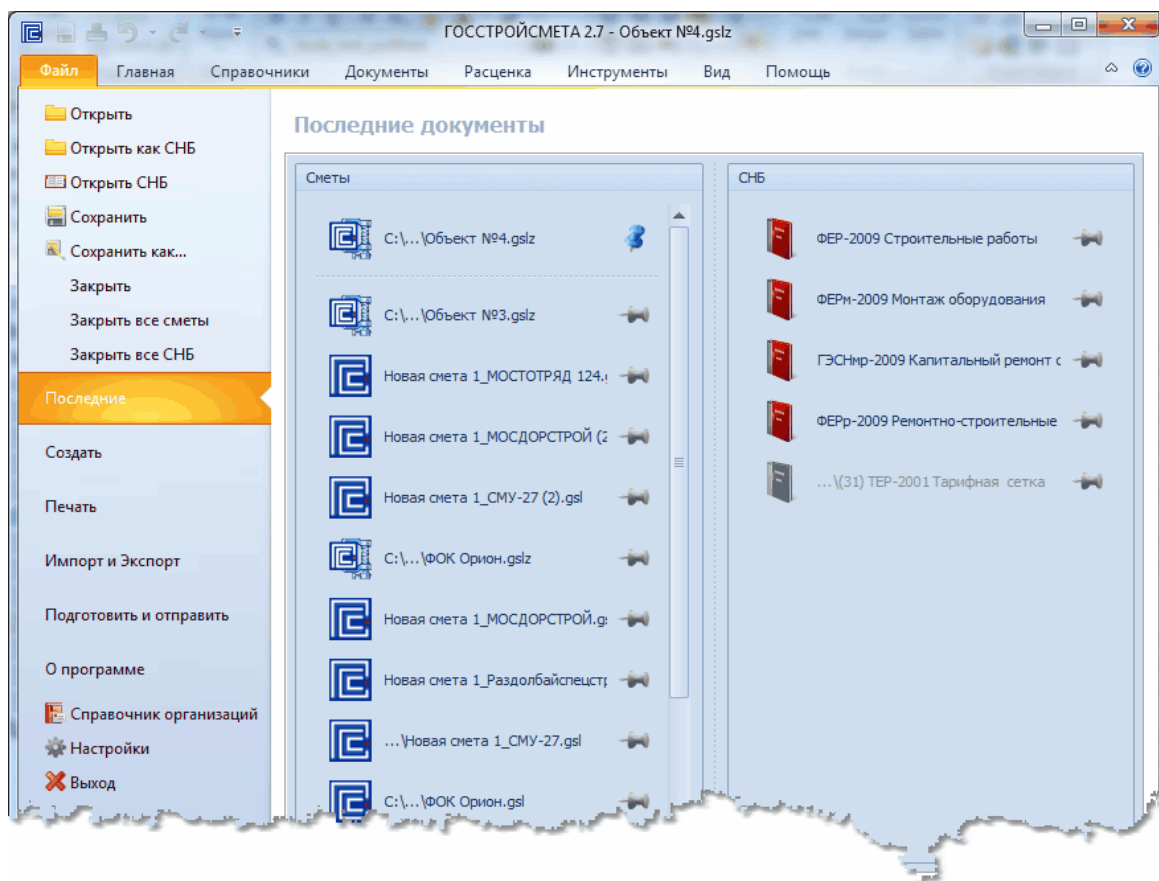 ГОССТРОЙСМЕТА 2.7 - Объект №4.gslz
Файл Главная Справочники Документы Расценка Инструменты Вид Помощь
Открыть
Открыть как СНБ
Открыть СНБ
Сохранить
Сохранить как...
Закрыть
Закрыть все сметы
Закрыть все СНБ
Последние
Создать
Печать
Импорт и Экспорт
Подготовить и отправить
О программе
Справочник организаций
Настройки
Выход
Последние документы
Сметы
C:\...\Объект №4.gslz
C:\...\Объект №3.gslz
Новая смета 1_МОСТОТРЯД 124.g
Новая смета 1_МОСДОРСТРОЙ (2
Новая смета 1_СМУ-27 (2).gsl
C:\...\ФОК Орион.gslz
Новая смета 1_МОСДОРСТРОЙ.gs
Новая смета 1_Раздолбайспецстр
...\Новая смета 1_СМУ-27.gsl
C:\...\ФОК Орион.gsl
СНБ
ФЕР-2009 Строительные работы
ФЕРм-2009 Монтаж оборудования
ГЭСНмр-2009 Капитальный ремонт о
ФЕРр-2009 Ремонтно-строительные
...\(31) ТЕР-2001 Тарифная сетка